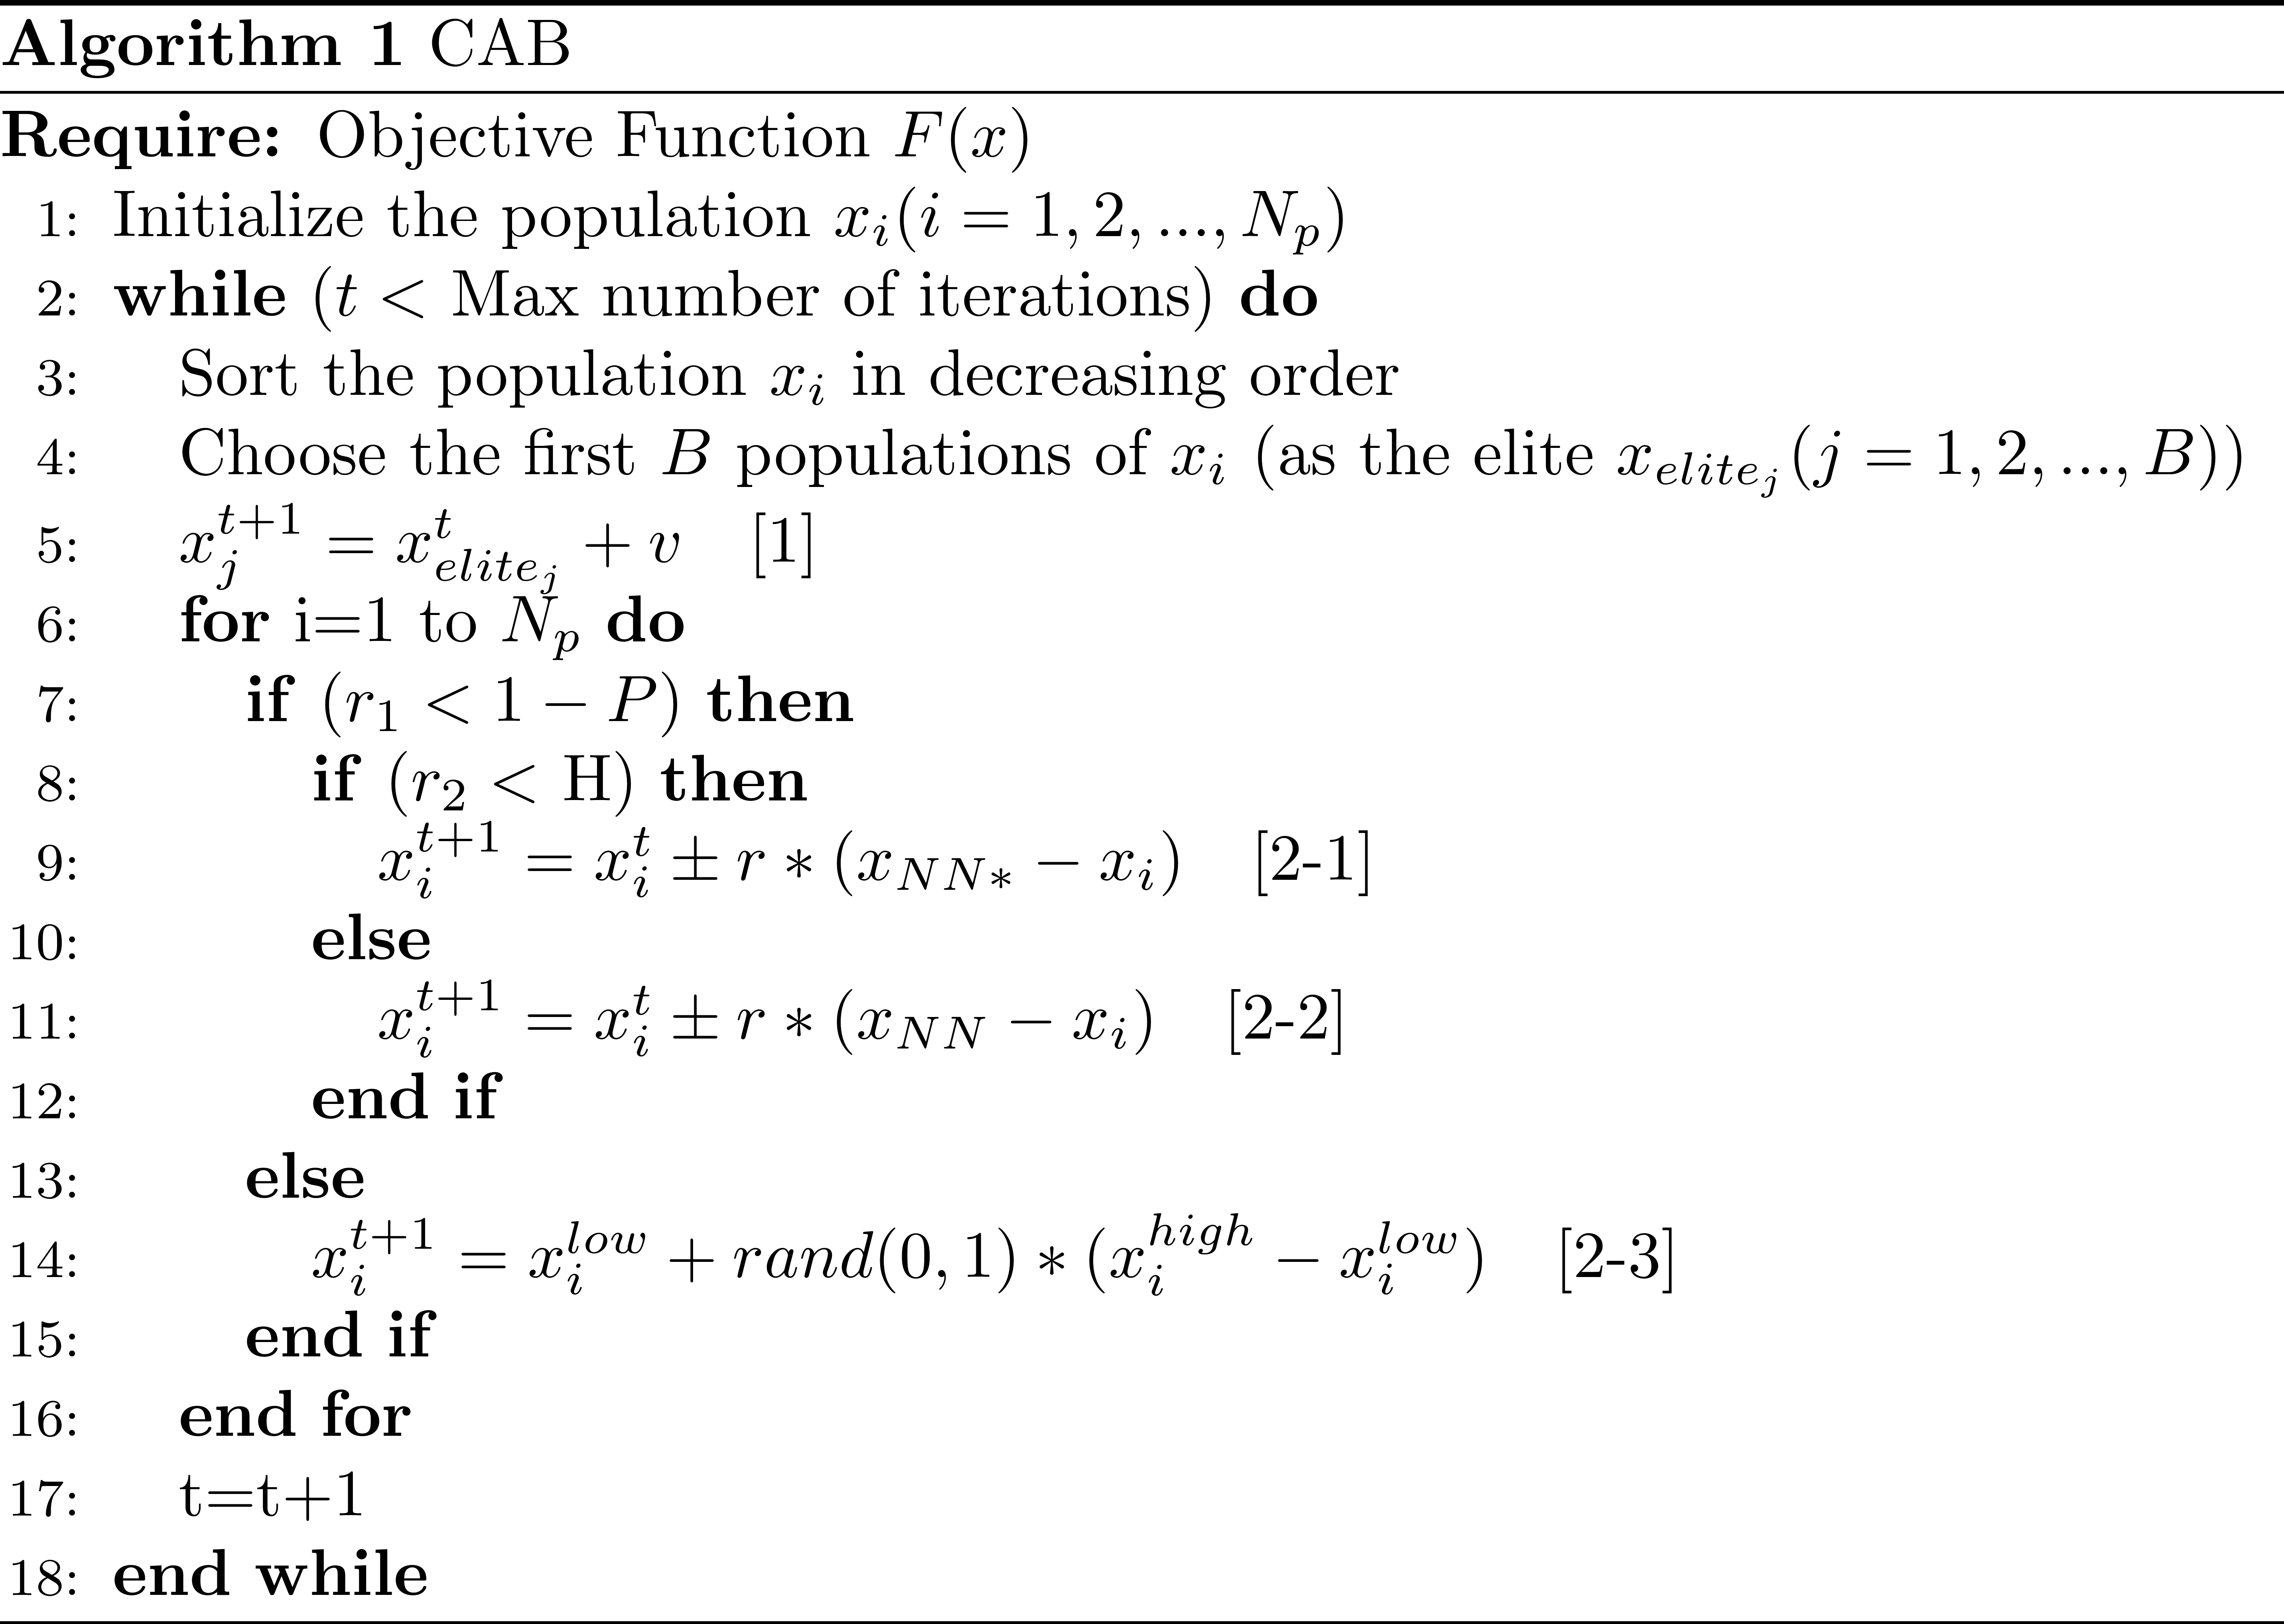 Algorithm 1 CAB
Require: Objective Function $F(x)$
1: Initialize the population $x_i(i = 1, 2, ..., N_p)$
2: while ($t <$ Max number of iterations) do
3: Sort the population $x_i$ in decreasing order
4: Choose the first $B$ populations of $x_i$ (as the elite $x_{elite_j}(j = 1, 2, ..., B)$)
5: $x_j^{t+1} = x_{elite_j}^t + v$ [1]
6: for i=1 to $N_p$ do
7: if $(r_1 < 1 - P)$ then
8: if ($r_2 <$ H) then
9: $x_i^{t+1} = x_i^t \pm r * (x_{NN*} - x_i)$ [2-1]
10: else
11: $x_i^{t+1} = x_i^t \pm r * (x_{NN} - x_i)$ [2-2]
12: end if
13: else
14: $x_i^{t+1} = x_i^{low} + rand(0, 1) * (x_i^{high} - x_i^{low})$ [2-3]
15: end if
16: end for
17: t=t+1
18: end while